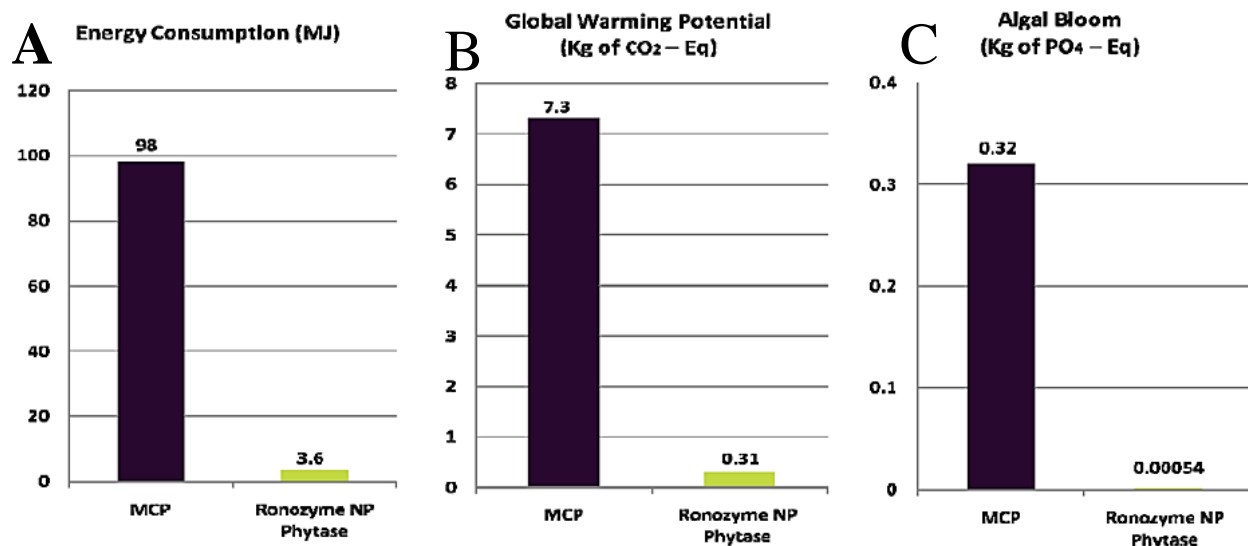 A
Energy Consumption (MJ)
120
100
80
60
40
20
0
98
3.6
MCP
Ronozyme NP
Phytase
B
Global Warming Potential
(Kg of CO₂ – Eq)
8
7
6
5
4
3
2
1
0
7.3
0.31
MCP
Ronozyme NP
Phytase
C
Algal Bloom
(Kg of PO₄ – Eq)
0.4
0.3
0.2
0.1
0
0.32
0.00054
MCP
Ronozyme NP
Phytase